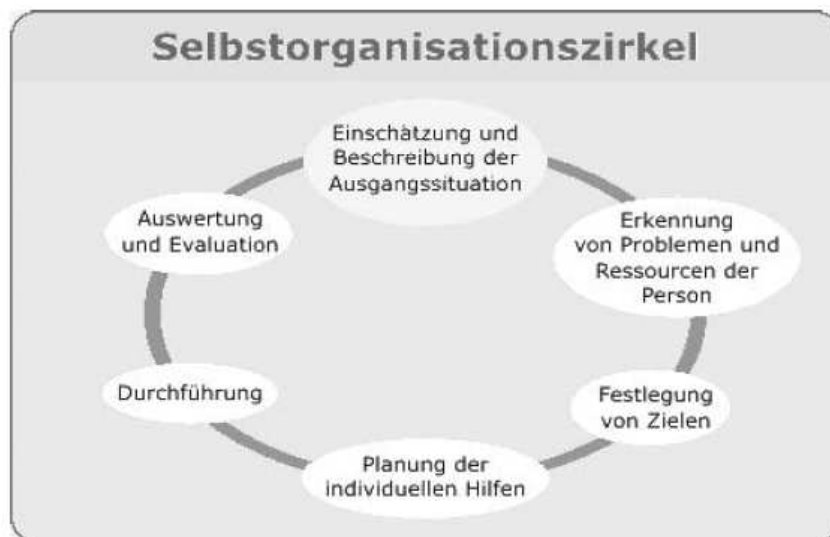 Selbstorganisationszirkel
Einschätzung und
Beschreibung der
Ausgangssituation
Erkennung
von Problemen und
Ressourcen der
Person
Festlegung
von Zielen
Planung der
individuellen Hilfen
Durchführung
Auswertung
und Evaluation